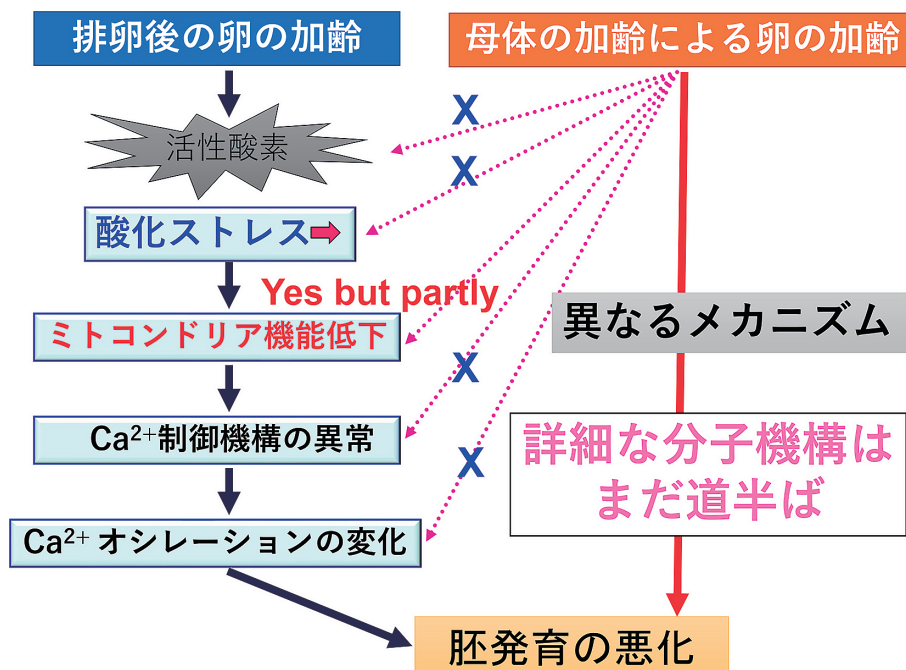 排卵後の卵の加齢
母体の加齢による卵の加齢
X
活性酸素
X
酸化ストレス
Yes but partly
異なるメカニズム
ミトコンドリア機能低下
X
Ca²⁺制御機構の異常
詳細な分子機構は
まだ道半ば
X
Ca²⁺オシレーションの変化
胚発育の悪化